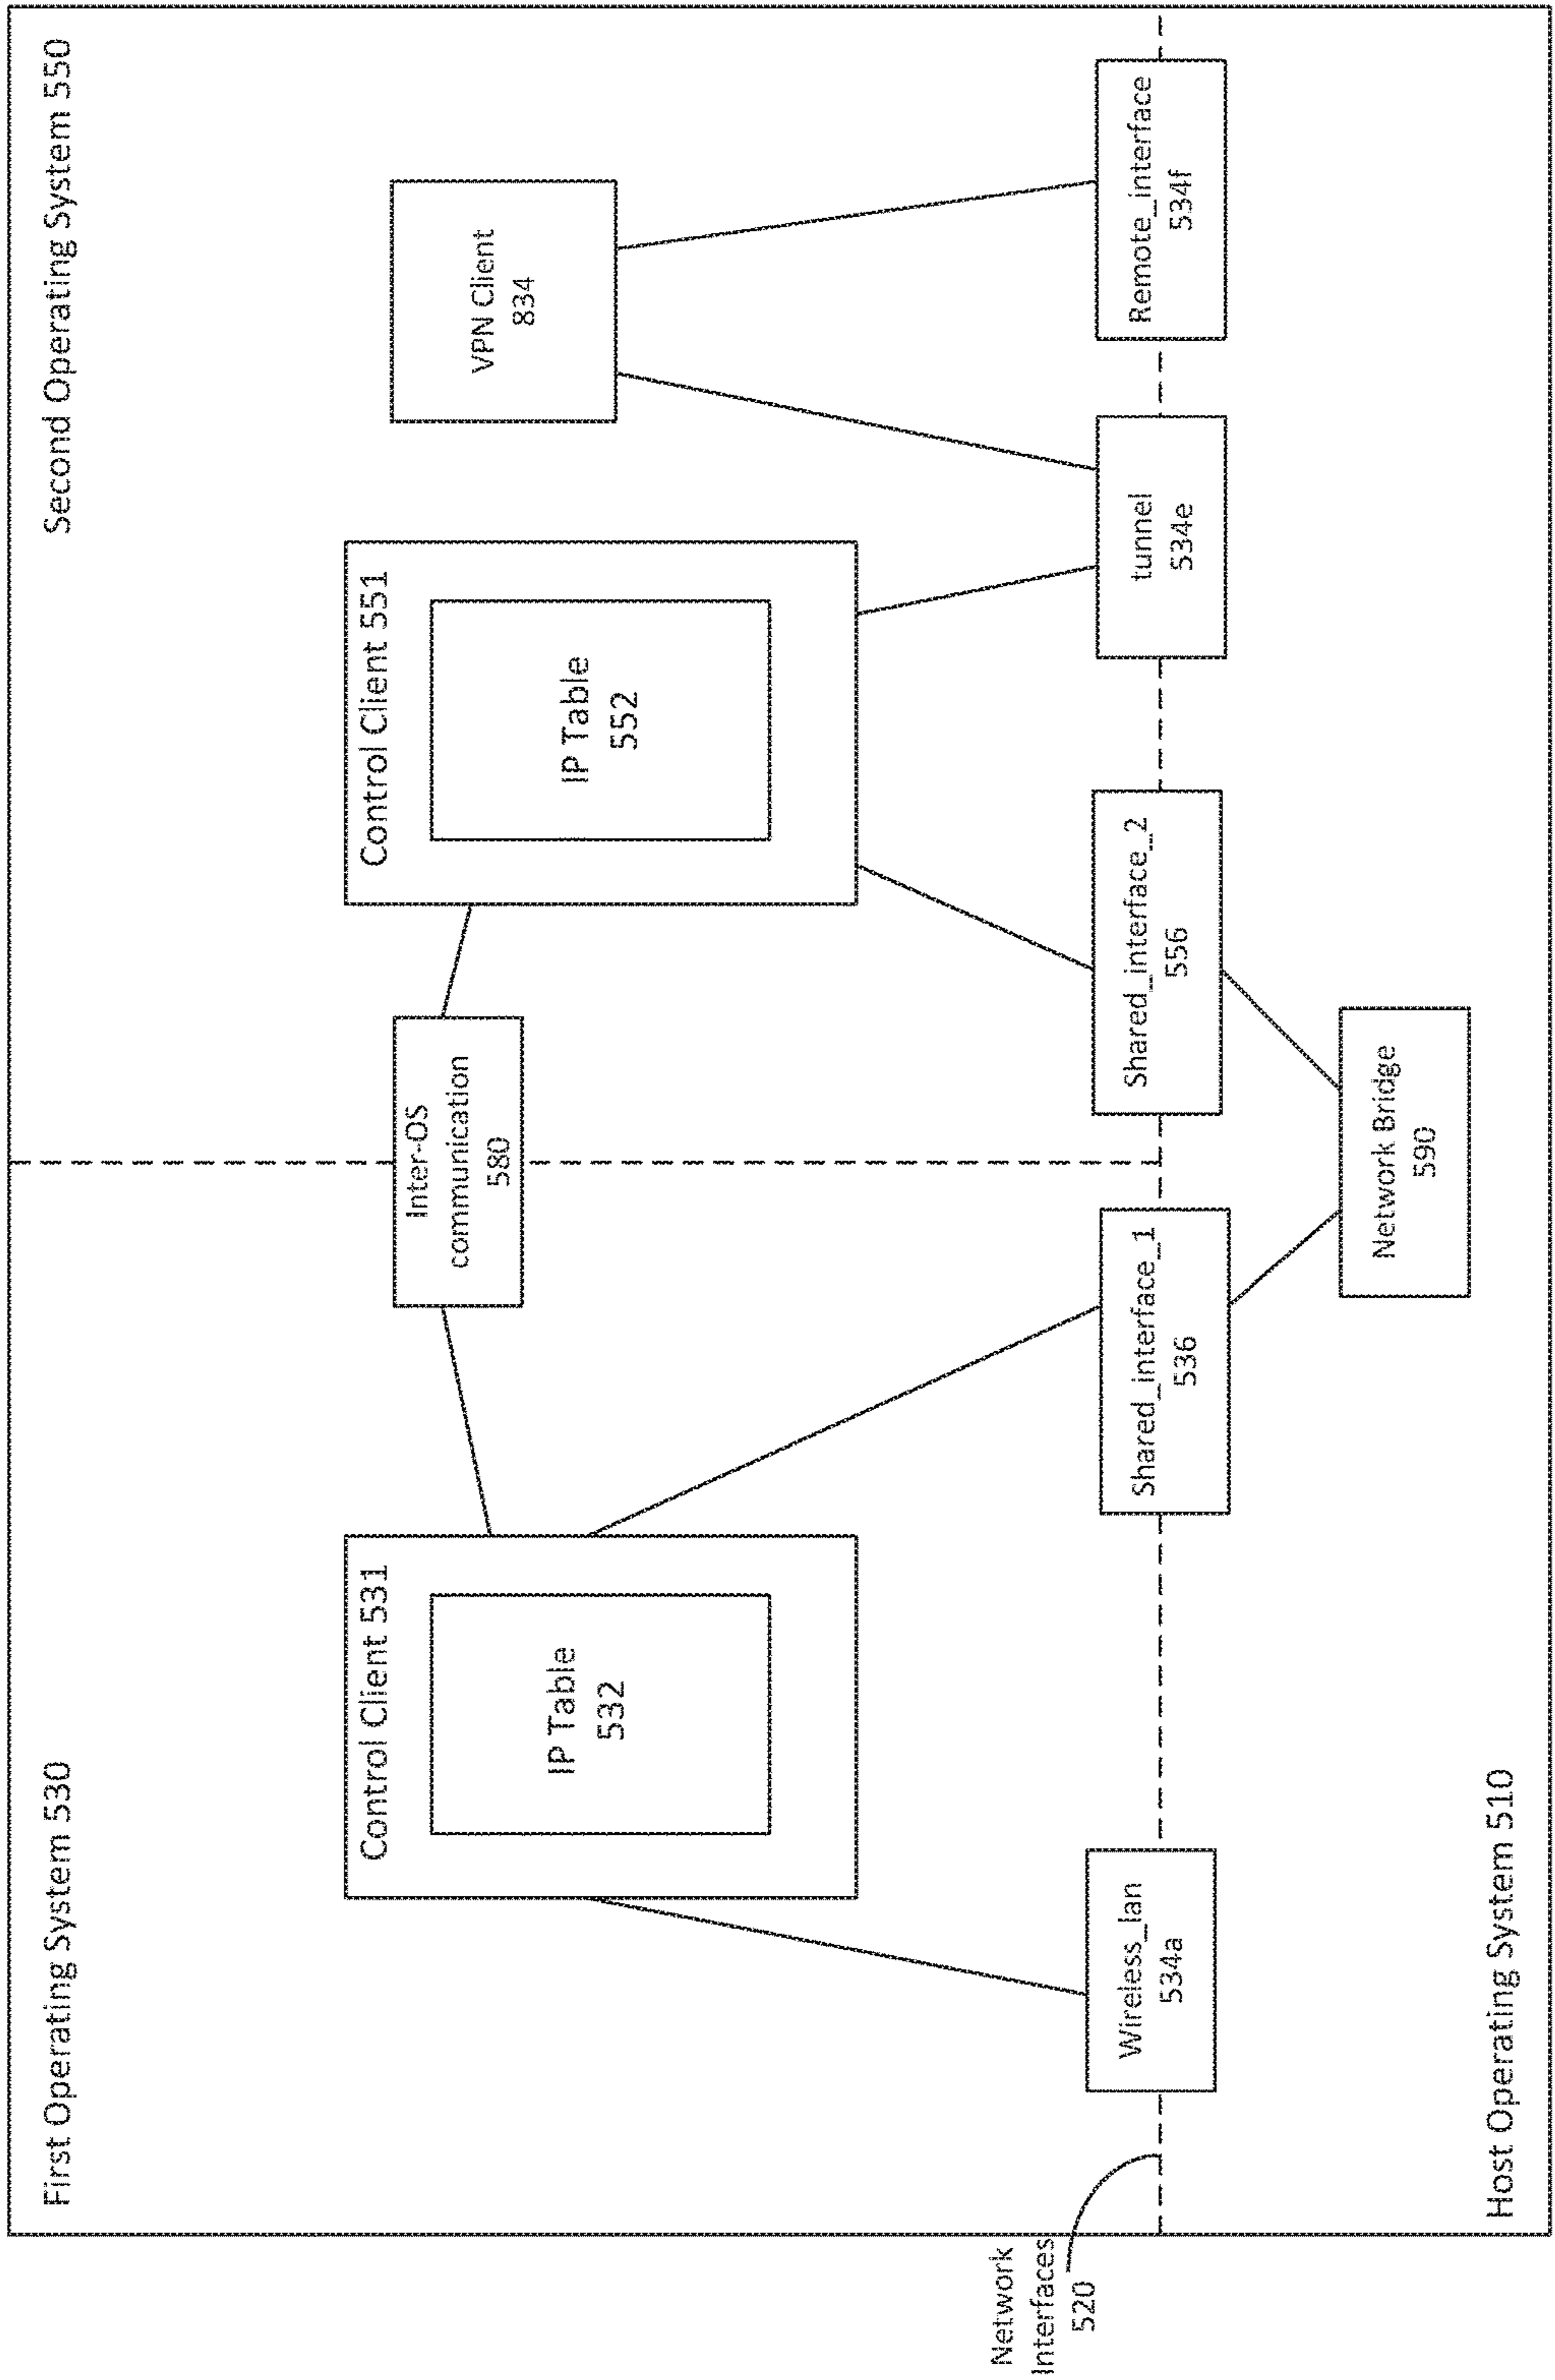 First Operating System 530
Second Operating System 550
Control Client 531
IP Table
532
Inter-OS
communication
580
Control Client 551
IP Table
552
VPN Client
834
Network
Interfaces
520
Wireless_lan
534a
Shared_interface_1
536
Shared_interface_2
556
tunnel
534e
Remote_interface
534f
Network Bridge
590
Host Operating System 510